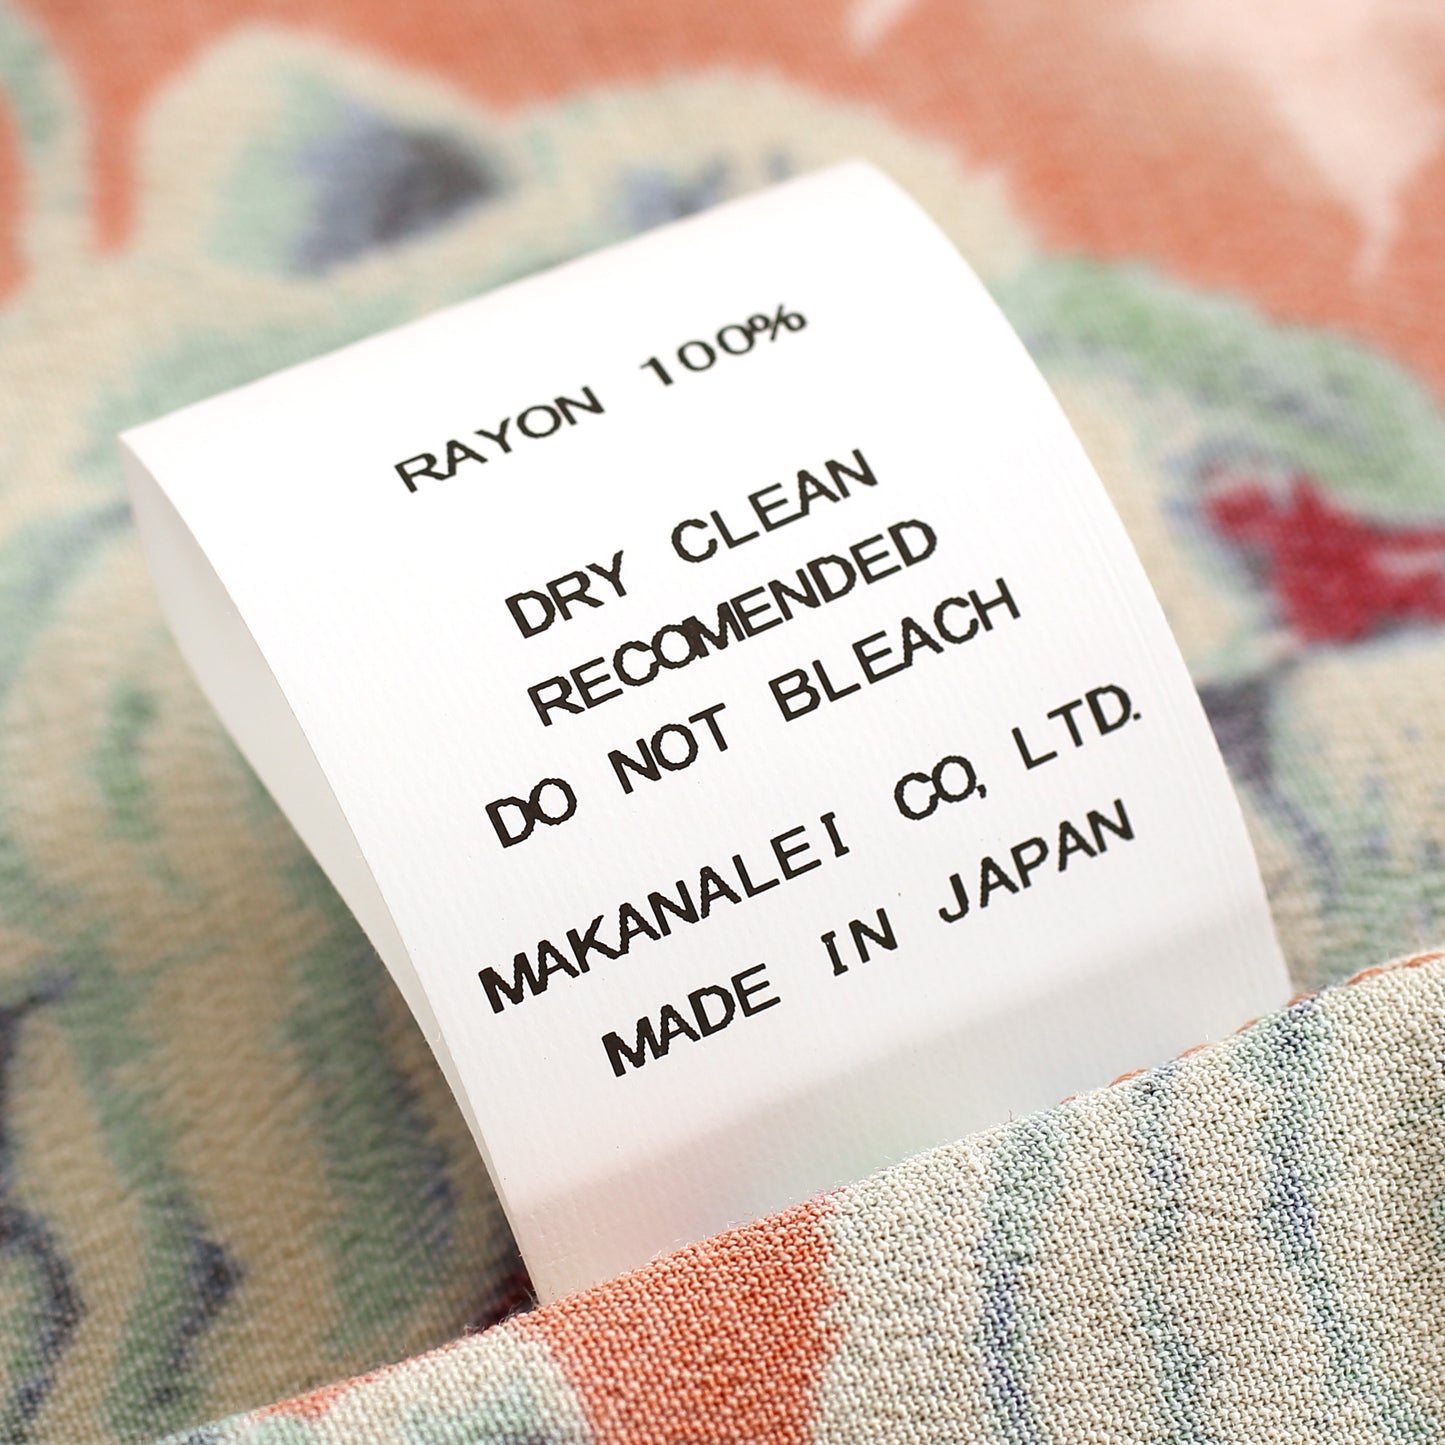 RAYON 100%
DRY CLEAN
RECOMENDED
DO NOT BLEACH
MAKANALEI CO, LTD.
MADE IN JAPAN